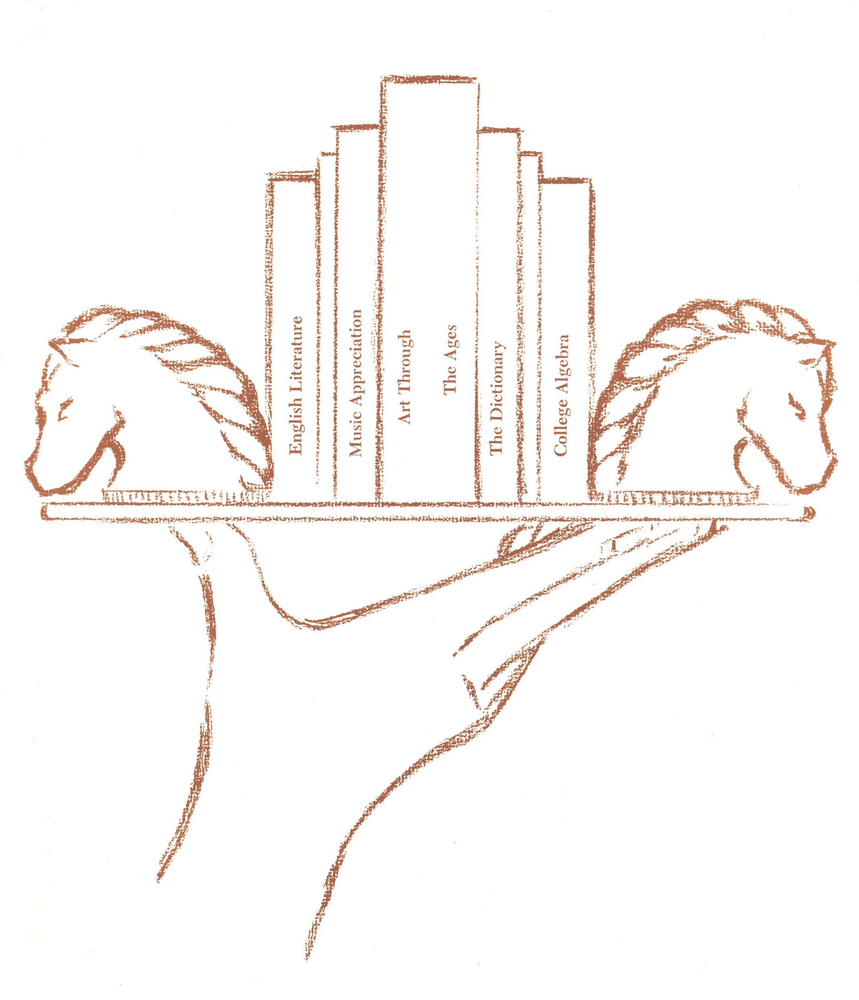 English Literature
Music Appreciation
Art Through
The Ages
The Dictionary
College Algebra